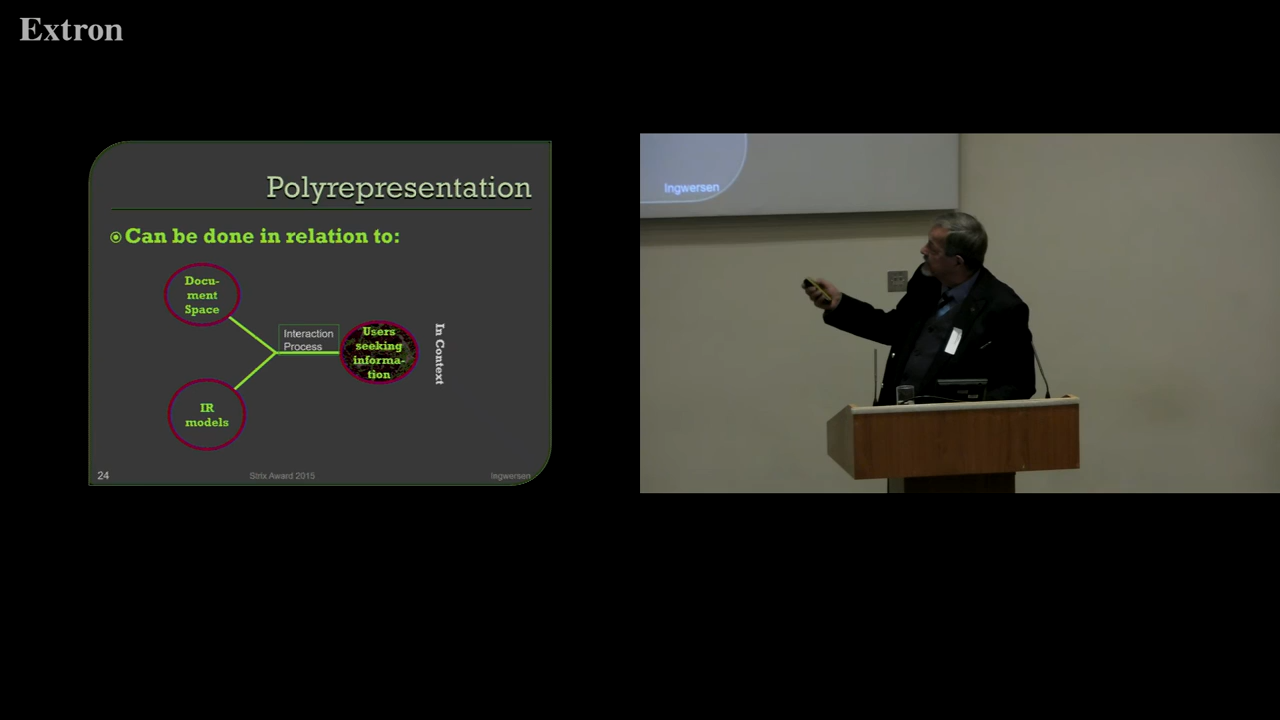 Extron
Polyrepresentation
Can be done in relation to:
Docu-
ment
Space
Interaction
Process
Users
seeking
informa-
tion
In Context
IR
models
24
Strix Award 2015
Ingwersen
Ingwersen